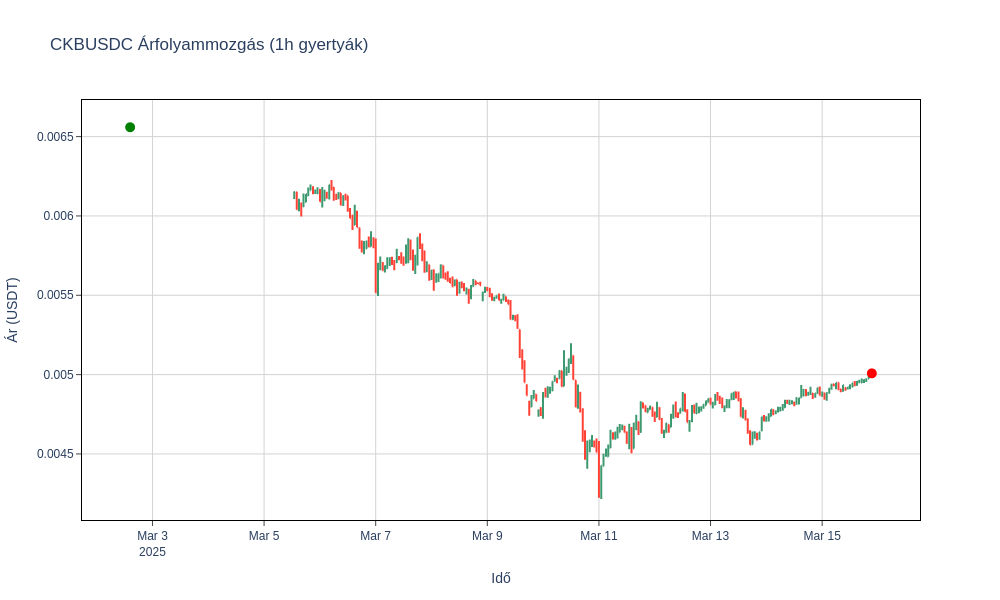 CKBUSDC Árfolyammozgás (1h gyertyák)
0.0065
0.006
0.0055
0.005
0.0045
Ár (USDT)
Mar 3
2025
Mar 5
Mar 7
Mar 9
Mar 11
Mar 13
Mar 15
Idő